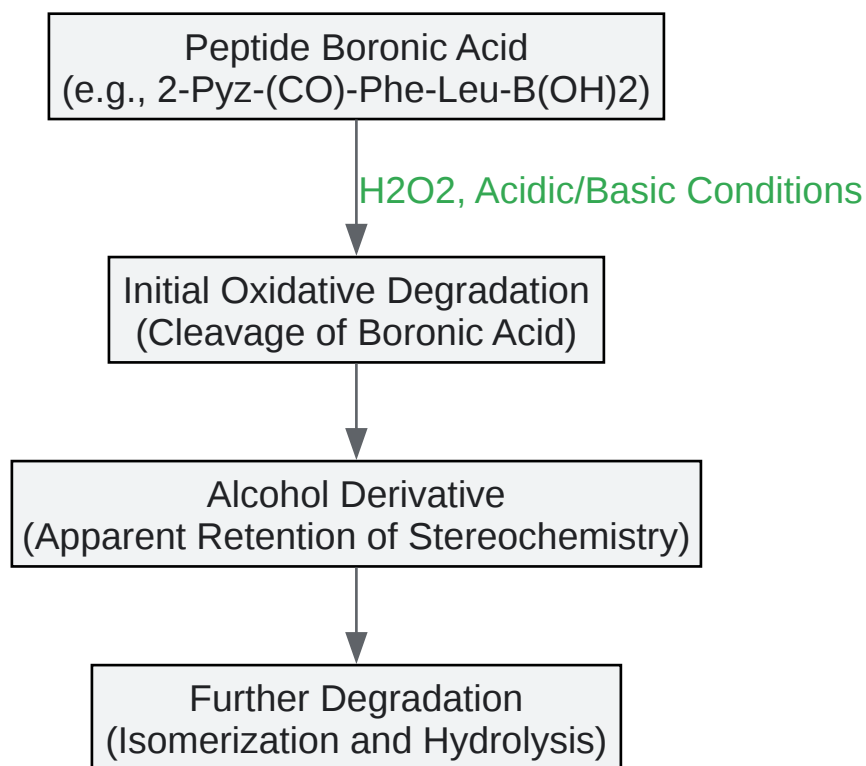 Peptide Boronic Acid
(e.g., 2-Pyz-(CO)-Phe-Leu-B(OH)2)
H2O2, Acidic/Basic Conditions
Initial Oxidative Degradation
(Cleavage of Boronic Acid)
Alcohol Derivative
(Apparent Retention of Stereochemistry)
Further Degradation
(Isomerization and Hydrolysis)